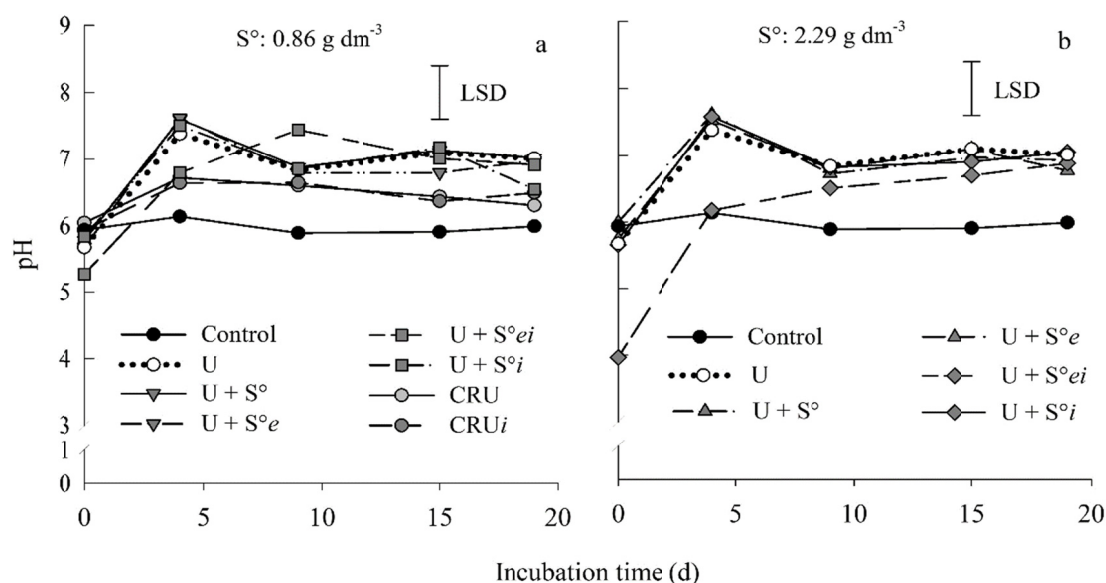 S°: 0.86 g dm-3
a
S°: 2.29 g dm-3
b
LSD
LSD
pH
9
8
7
6
5
4
3
1
0
Control
U
U + S°
U + S°e
U + S°ei
U + S°i
CRU
CRUi
Control
U
U + S°
U + S°e
U + S°ei
U + S°i
0 5 10 15 20
0 5 10 15 20
Incubation time (d)